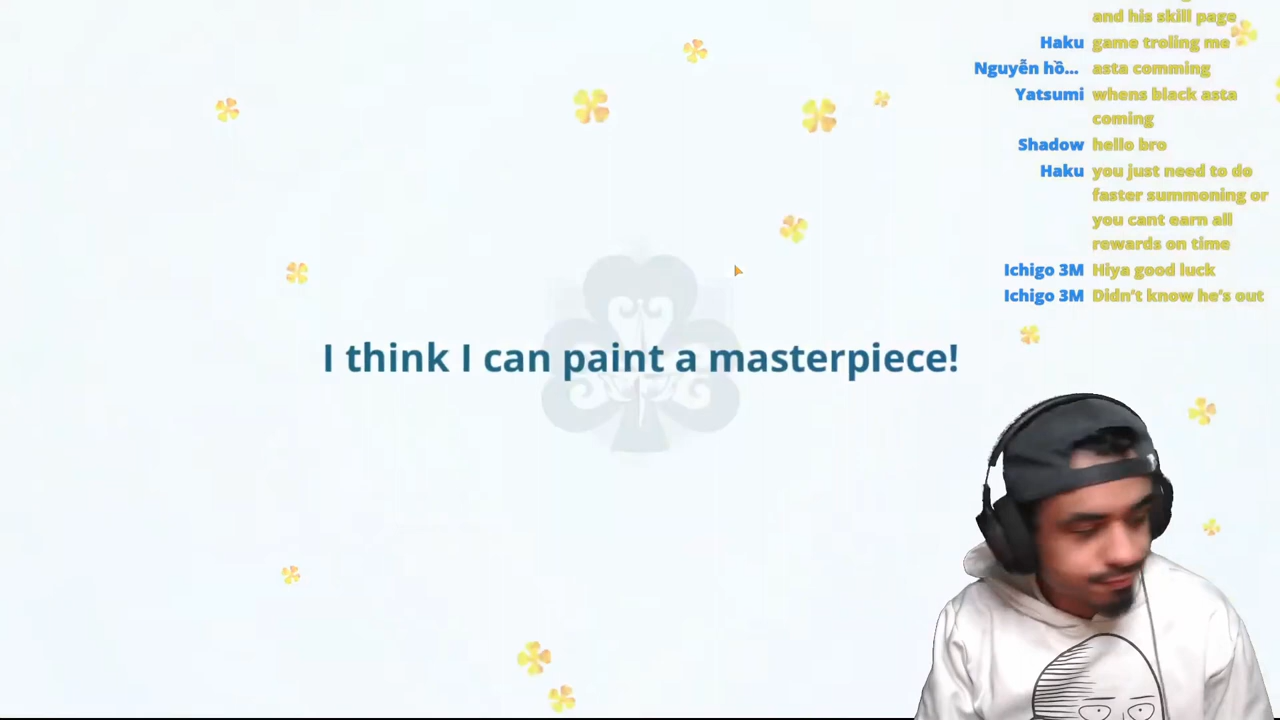 and his skill page
Haku game troling me
Nguyễn hồ... asta comming
Yatsumi whens black asta
coming
Shadow hello bro
Haku you just need to do
faster summoning or
you cant earn all
rewards on time
Ichigo 3M Hiya good luck
Ichigo 3M Didn't know he's out
I think I can paint a masterpiece!